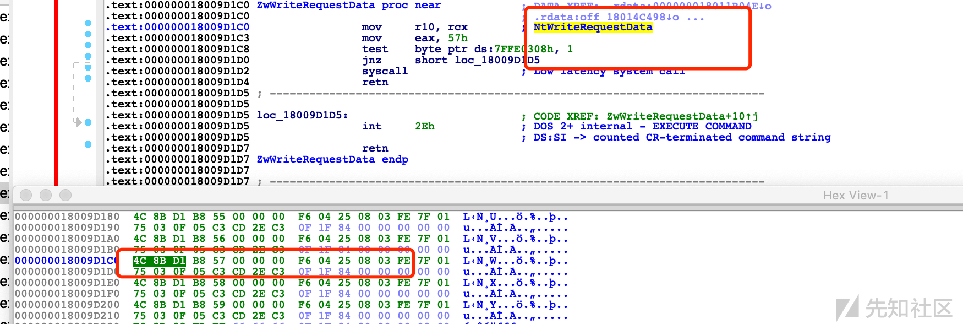 .text:000000018009D1C0 ZwWriteRequestData proc near ; DATA XREF: .rdata:0000000180118D4E↓o
.text:000000018009D1C0 ; .rdata:off_18014C498↓o ...
.text:000000018009D1C0 mov r10, rcx ; NtWriteRequestData
.text:000000018009D1C3 mov eax, 57h
.text:000000018009D1C8 test byte ptr ds:7FFE0308h, 1
.text:000000018009D1D0 jnz short loc_18009D1D5
.text:000000018009D1D2 syscall ; Low latency system call
.text:000000018009D1D4 retn
.text:000000018009D1D5 ; ---------------------------------------------------------------------------
.text:000000018009D1D5
.text:000000018009D1D5 loc_18009D1D5: ; CODE XREF: ZwWriteRequestData+10↑j
.text:000000018009D1D5 int 2Eh ; DOS 2+ internal - EXECUTE COMMAND
.text:000000018009D1D5 ; DS:SI -> counted CR-terminated command string
.text:000000018009D1D7 retn
.text:000000018009D1D7 ZwWriteRequestData endp
.text:000000018009D1D7
.text:000000018009D1D7 ; ---------------------------------------------------------------------------
Hex View-1
000000018009D180 4C 8B D1 B8 55 00 00 00 F6 04 25 08 03 FE 7F 01 L‹Ñ¸U...ö.%..þ..
000000018009D190 75 03 0F 05 C3 CD 2E C3 0F 1F 84 00 00 00 00 00
000000018009D1A0 4C 8B D1 B8 56 00 00 00 F6 04 25 08 03 FE 7F 01 L‹Ñ¸V...ö.%..þ..
75 03 0F 05 C3 CD 2E C3 0F 1F 84 00 00 00 00 00
000000018009D1C0 4C 8B D1 B8 57 00 00 00 F6 04 25 08 03 FE 7F 01 L‹Ñ¸W...ö.%..þ..
75 03 0F 05 C3 CD 2E C3 0F 1F 84 00 00 00 00 00
000000018009D1E0 4C 8B D1 B8 58 00 00 00 F6 04 25 08 03 FE 7F 01 L‹Ñ¸X...ö.%..þ..
000000018009D1F0 75 03 0F 05 C3 CD 2E C3 0F 1F 84 00 00 00 00 00
000000018009D200 4C 8B D1 B8 59 00 00 00 F6 04 25 08 03 FE 7F 01 L‹Ñ¸Y...ö.%..þ..
000000018009D210 75 03 0F 05 C3 CD 2E C3 0F 1F 84 00 00 00 00 00
先知社区